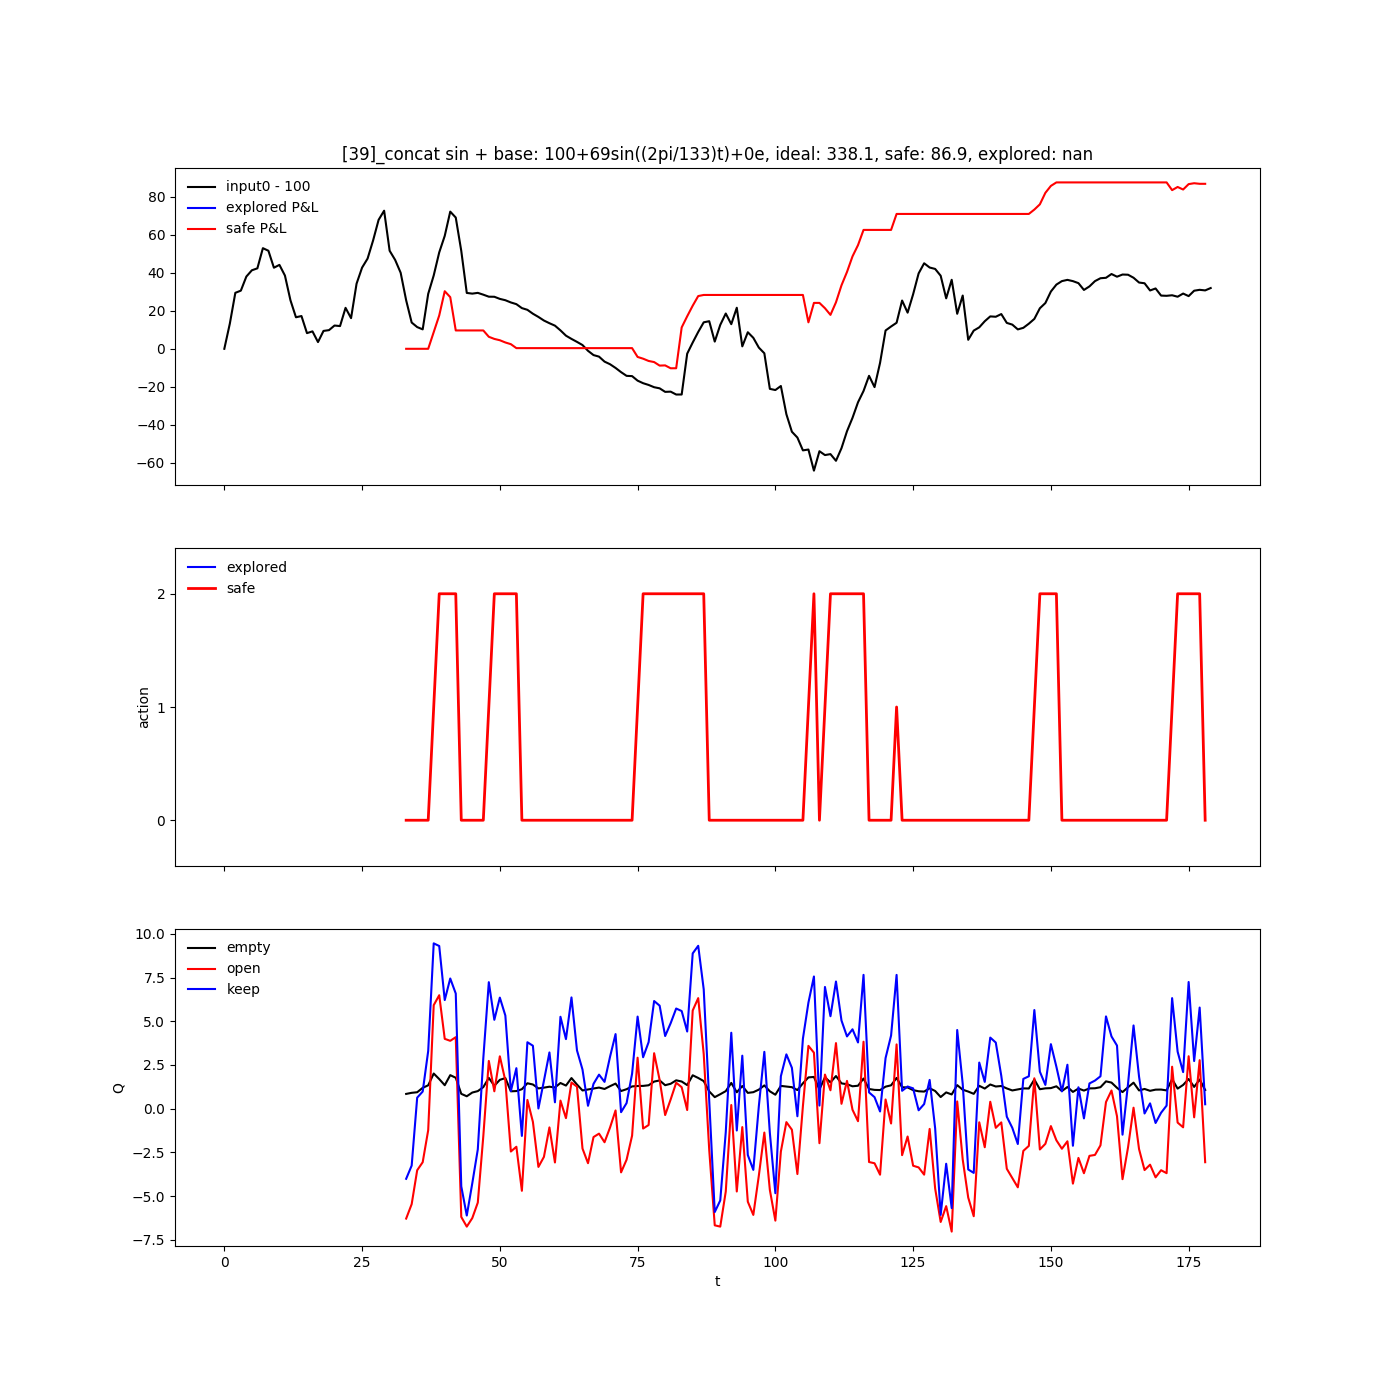 [39]_concat sin + base: 100+69sin((2pi/133)t)+0e, ideal: 338.1, safe: 86.9, explored: nan
input0 - 100
explored P&L
safe P&L
80
60
40
20
0
−20
−40
−60
explored
safe
2
1
0
action
empty
open
keep
10.0
7.5
5.0
2.5
0.0
−2.5
−5.0
−7.5
Q
0 25 50 75 100 125 150 175
t